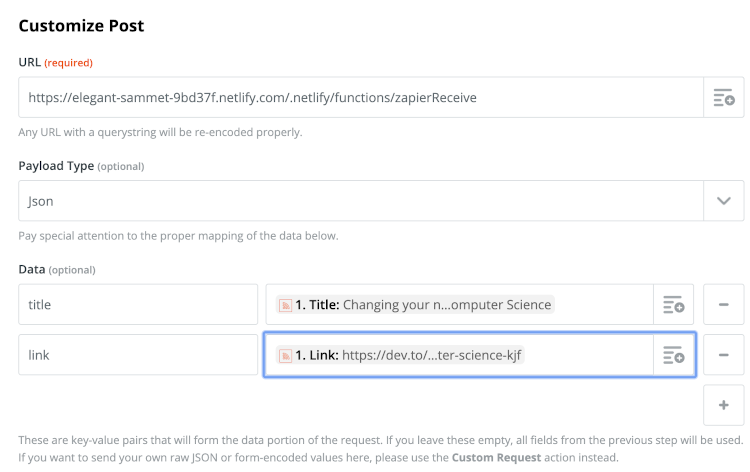 Customize Post
URL (required)
https://elegant-sammet-9bd37f.netlify.com/.netlify/functions/zapierReceive
Any URL with a querystring will be re-encoded properly.
Payload Type (optional)
Json
Pay special attention to the proper mapping of the data below.
Data (optional)
title
1. Title: Changing your n...omputer Science
link
1. Link: https://dev.to/...ter-science-kjf
These are key-value pairs that will form the data portion of the request. If you leave these empty, all fields from the previous step will be used.
If you want to send your own raw JSON or form-encoded values here, please use the Custom Request action instead.